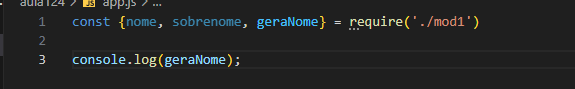 aula124 > JS app.js > ...
1 const {nome, sobrenome, geraNome} = require('./mod1')
2
3 console.log(geraNome);